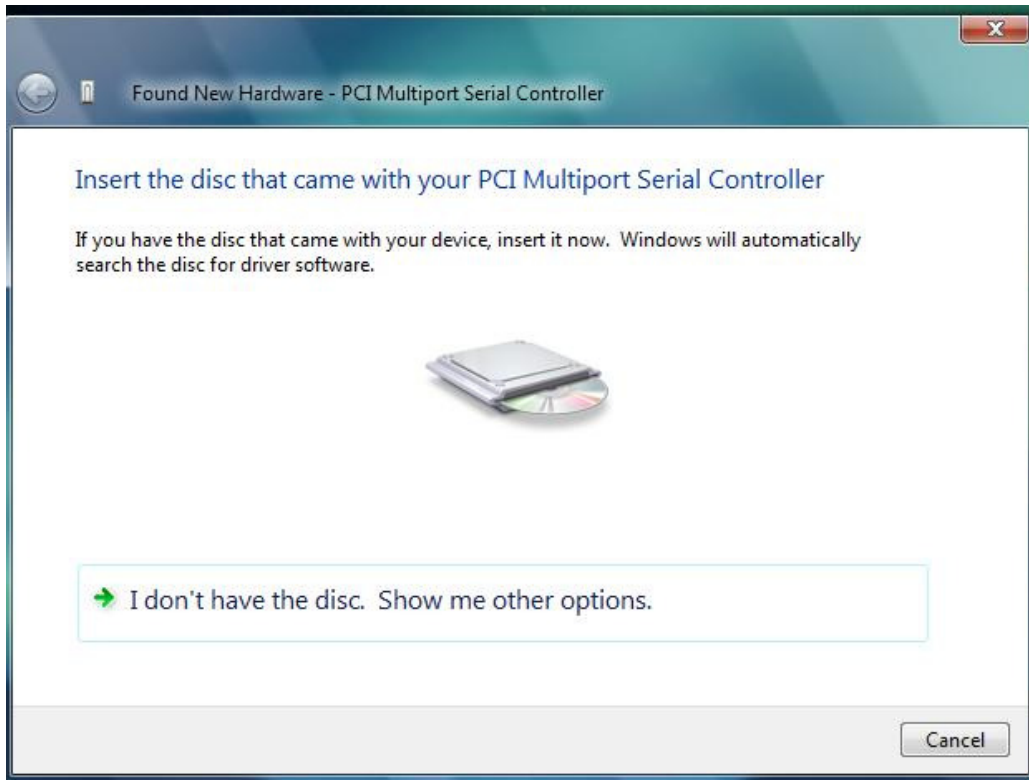 Found New Hardware - PCI Multiport Serial Controller
Insert the disc that came with your PCI Multiport Serial Controller
If you have the disc that came with your device, insert it now.  Windows will automatically
search the disc for driver software.
I don't have the disc.  Show me other options.
Cancel